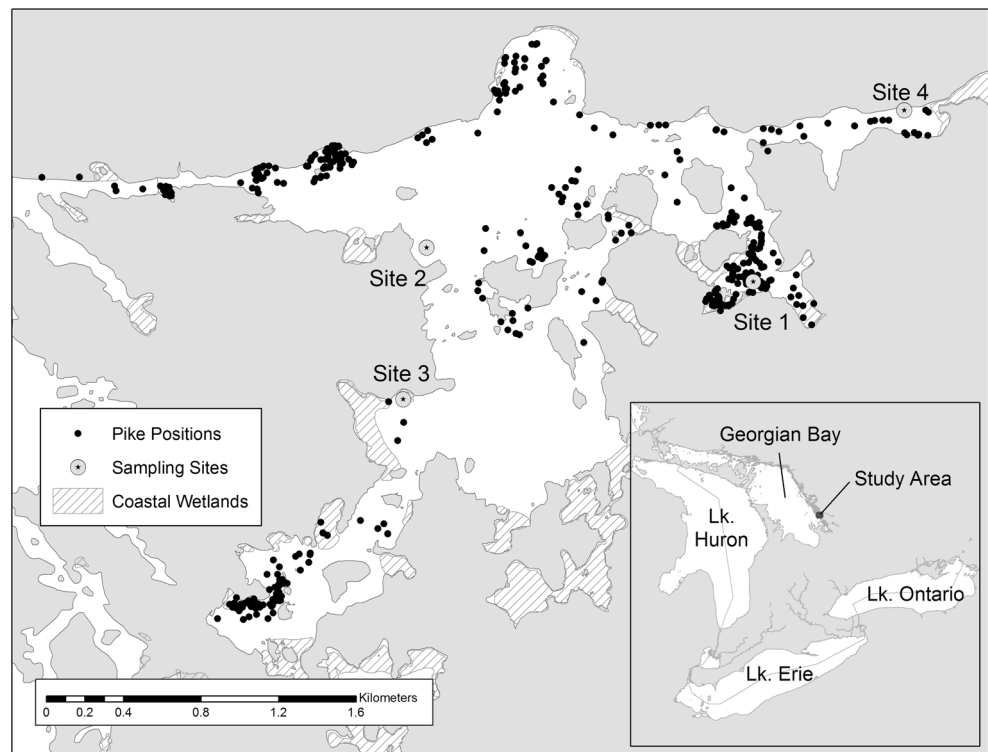 Site 4
Site 2
Site 1
Site 3
Pike Positions
Sampling Sites
Coastal Wetlands
Georgian Bay
Study Area
Lk.
Huron
Lk. Ontario
Lk. Erie
Kilometers
0 0.2 0.4 0.8 1.2 1.6